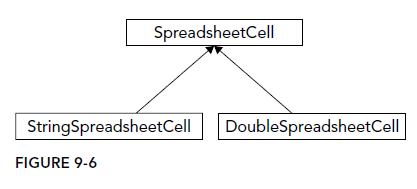 SpreadsheetCell
StringSpreadsheetCell
DoubleSpreadsheetCell
FIGURE 9-6